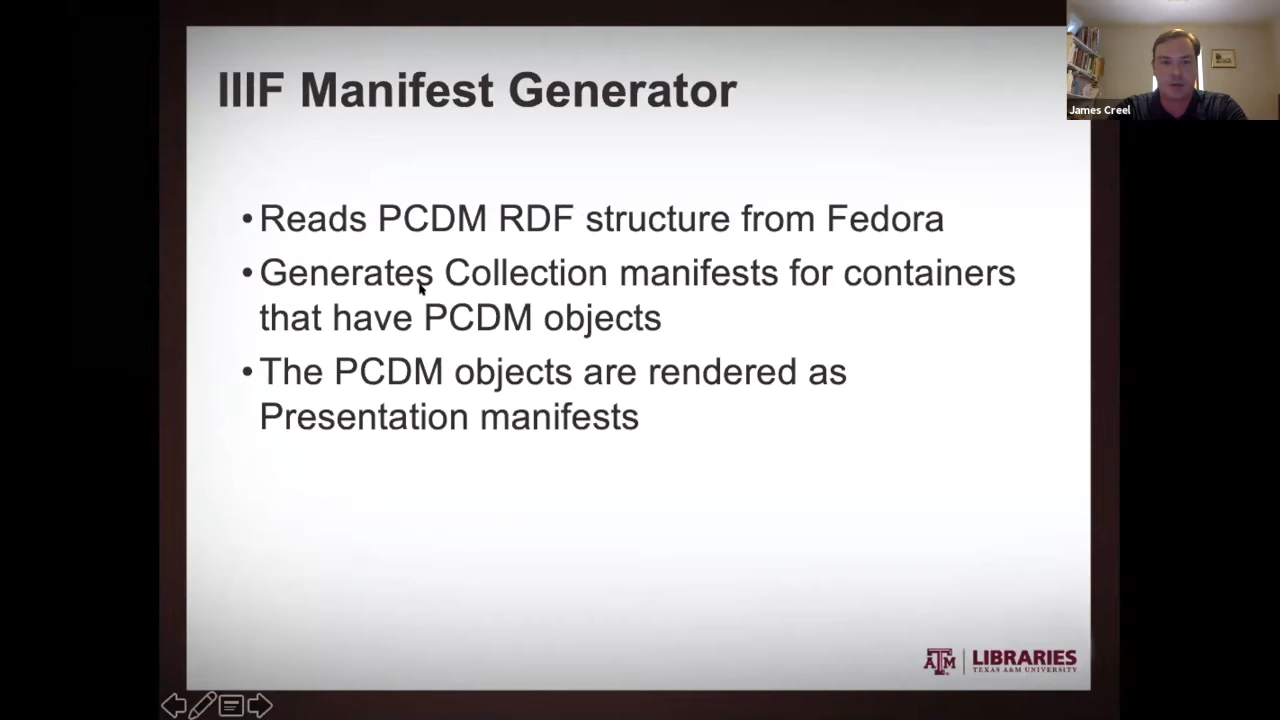 IIIF Manifest Generator
James Creel
•Reads PCDM RDF structure from Fedora
•Generates Collection manifests for containers
that have PCDM objects
•The PCDM objects are rendered as
Presentation manifests
ATM LIBRARIES
TEXAS A&M UNIVERSITY